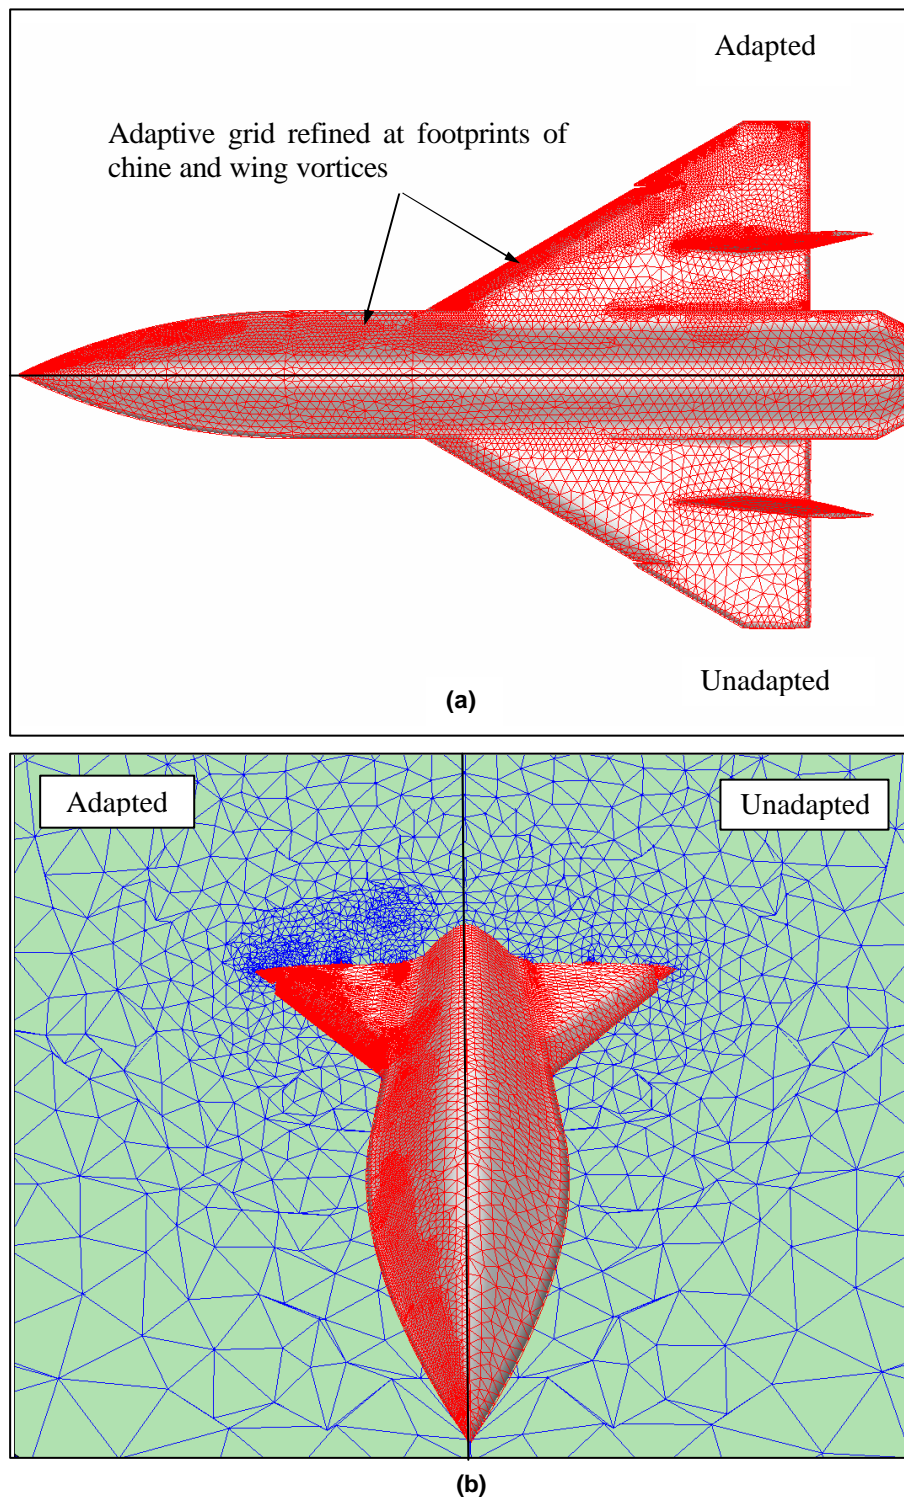 Adapted
Adaptive grid refined at footprints of
chine and wing vortices
Unadapted
(a)
Adapted
Unadapted
(b)